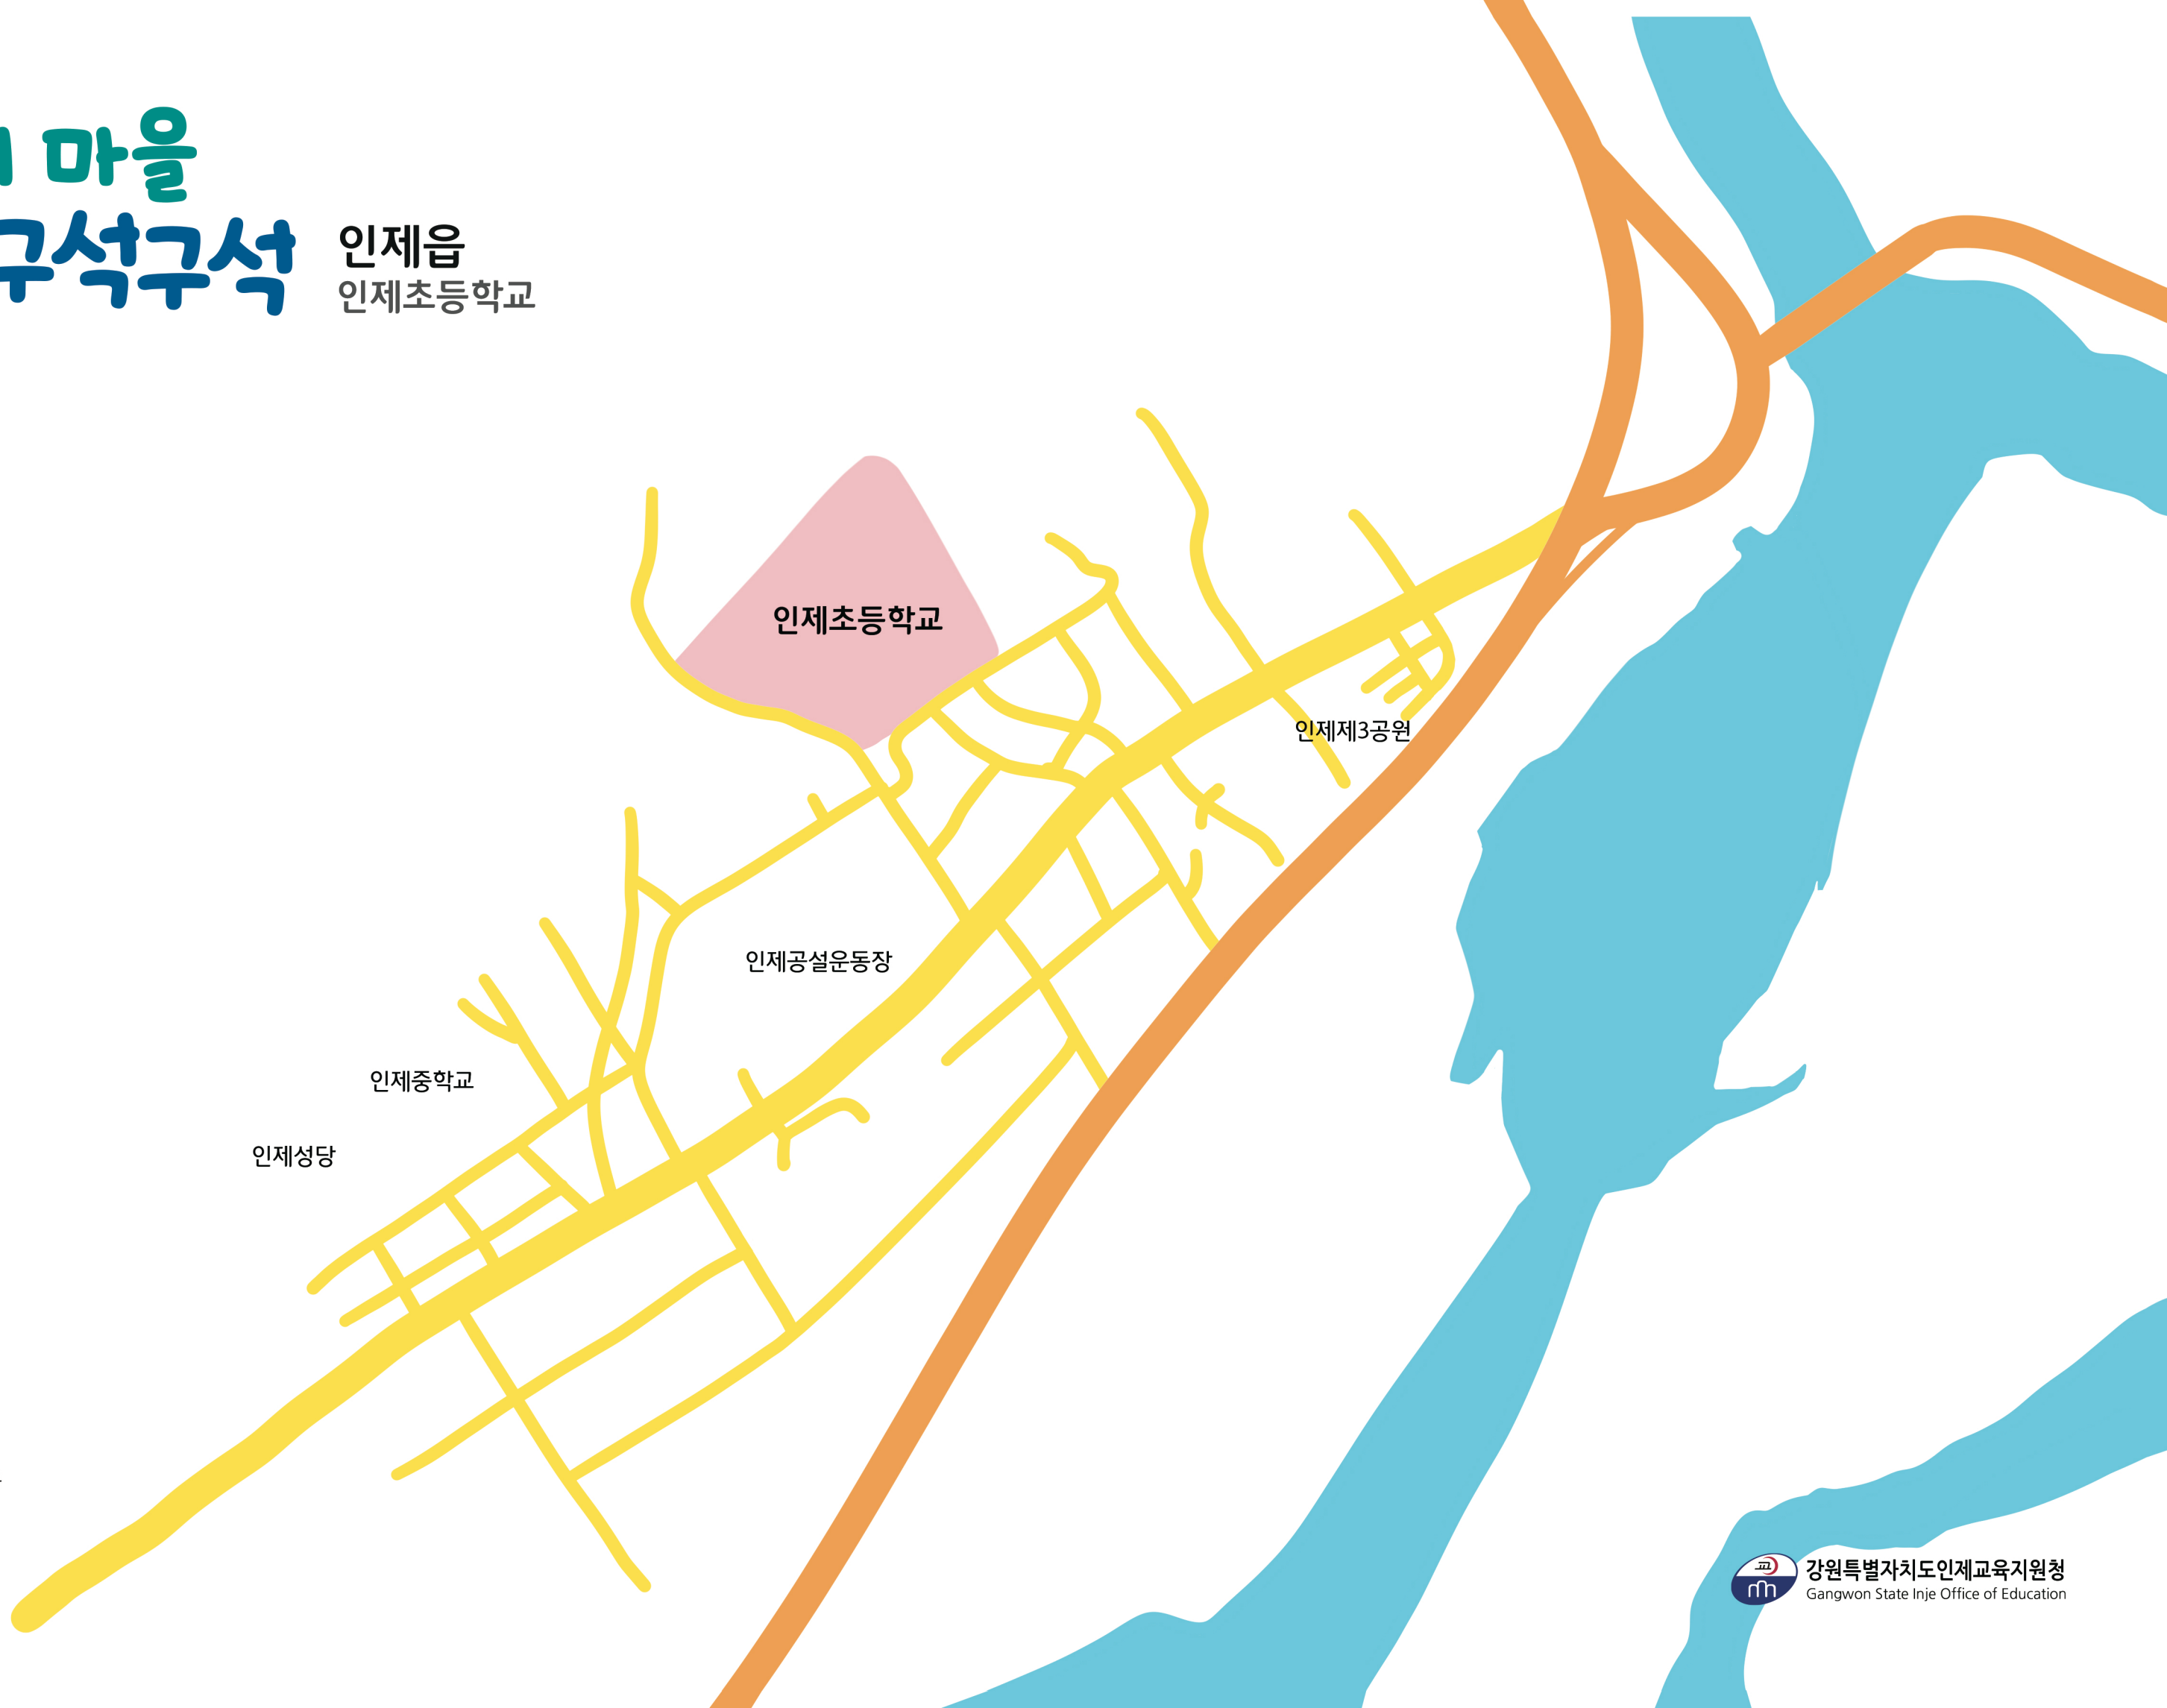 마을
구석구석
인제읍
인제초등학교
인제초등학교
인제제3공원
인제공설운동장
인제중학교
인제성당
교
강원특별자치도인제교육지원청
Gangwon State Inje Office of Education